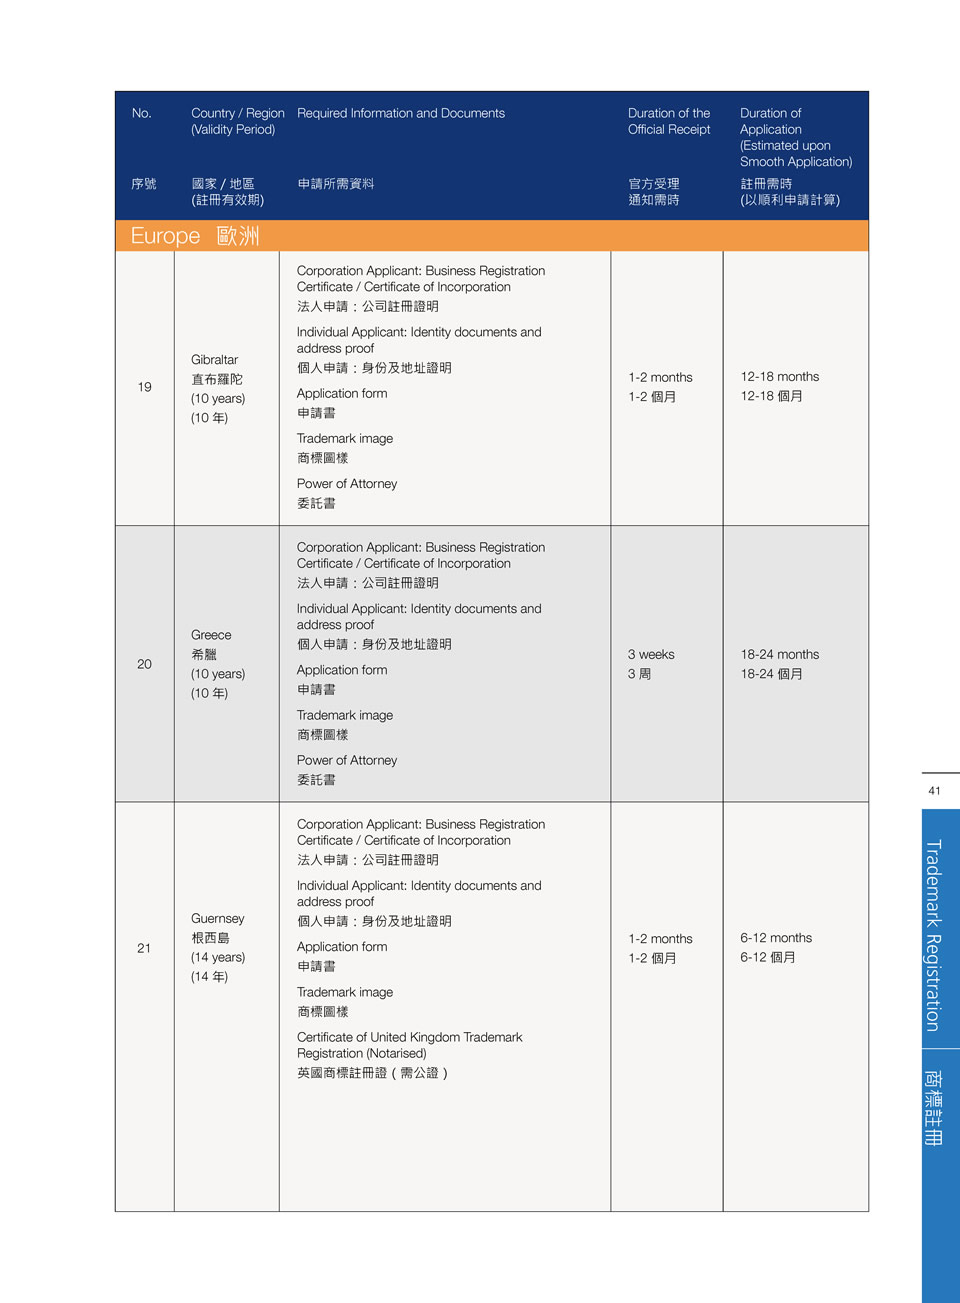 No.
Country / Region
(Validity Period)
Required Information and Documents
Duration of the
Official Receipt
Duration of
Application
(Estimated upon
Smooth Application)
序號
國家 / 地區
(註冊有效期)
申請所需資料
官方受理
通知需時
註冊需時
(以順利申請計算)
Europe 歐洲
19
Gibraltar
直布羅陀
(10 years)
(10 年)
Corporation Applicant: Business Registration
Certificate / Certificate of Incorporation
法人申請：公司註冊證明
Individual Applicant: Identity documents and
address proof
個人申請：身份及地址證明
Application form
申請書
Trademark image
商標圖樣
Power of Attorney
委託書
1-2 months
1-2 個月
12-18 months
12-18 個月
20
Greece
希臘
(10 years)
(10 年)
Corporation Applicant: Business Registration
Certificate / Certificate of Incorporation
法人申請：公司註冊證明
Individual Applicant: Identity documents and
address proof
個人申請：身份及地址證明
Application form
申請書
Trademark image
商標圖樣
Power of Attorney
委託書
3 weeks
3 周
18-24 months
18-24 個月
21
Guernsey
根西島
(14 years)
(14 年)
Corporation Applicant: Business Registration
Certificate / Certificate of Incorporation
法人申請：公司註冊證明
Individual Applicant: Identity documents and
address proof
個人申請：身份及地址證明
Application form
申請書
Trademark image
商標圖樣
Certificate of United Kingdom Trademark
Registration (Notarised)
英國商標註冊證（需公證）
1-2 months
1-2 個月
6-12 months
6-12 個月
41
Trademark Registration
商標註冊